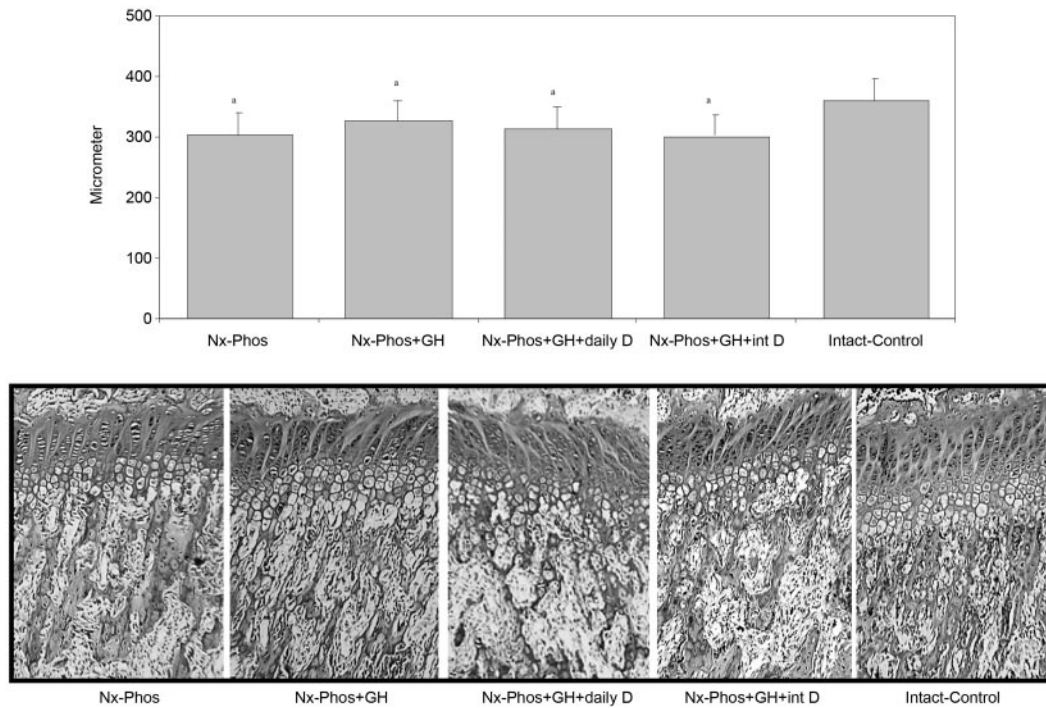 500
400
300
200
100
0
Micrometer
a
a
a
a
Nx-Phos
Nx-Phos+GH
Nx-Phos+GH+daily D
Nx-Phos+GH+int D
Intact-Control
Nx-Phos
Nx-Phos+GH
Nx-Phos+GH+daily D
Nx-Phos+GH+int D
Intact-Control